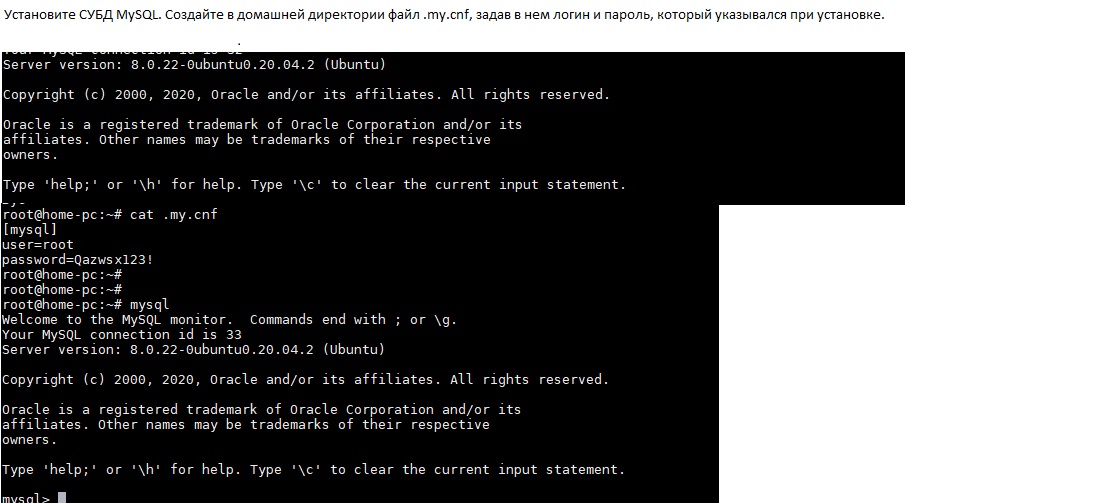 Установите СУБД MySQL. Создайте в домашней директории файл .my.cnf, задав в нем логин и пароль, который указывался при установке.
Your MySQL connection id is 32
Server version: 8.0.22-0ubuntu0.20.04.2 (Ubuntu)
Copyright (c) 2000, 2020, Oracle and/or its affiliates. All rights reserved.
Oracle is a registered trademark of Oracle Corporation and/or its
affiliates. Other names may be trademarks of their respective
owners.
Type 'help;' or '\h' for help. Type '\c' to clear the current input statement.
root@home-pc:~# cat .my.cnf
[mysql]
user=root
password=Qazwsx123!
root@home-pc:~#
root@home-pc:~#
root@home-pc:~# mysql
Welcome to the MySQL monitor.  Commands end with ; or \g.
Your MySQL connection id is 33
Server version: 8.0.22-0ubuntu0.20.04.2 (Ubuntu)
Copyright (c) 2000, 2020, Oracle and/or its affiliates. All rights reserved.
Oracle is a registered trademark of Oracle Corporation and/or its
affiliates. Other names may be trademarks of their respective
owners.
Type 'help;' or '\h' for help. Type '\c' to clear the current input statement.
mysql>